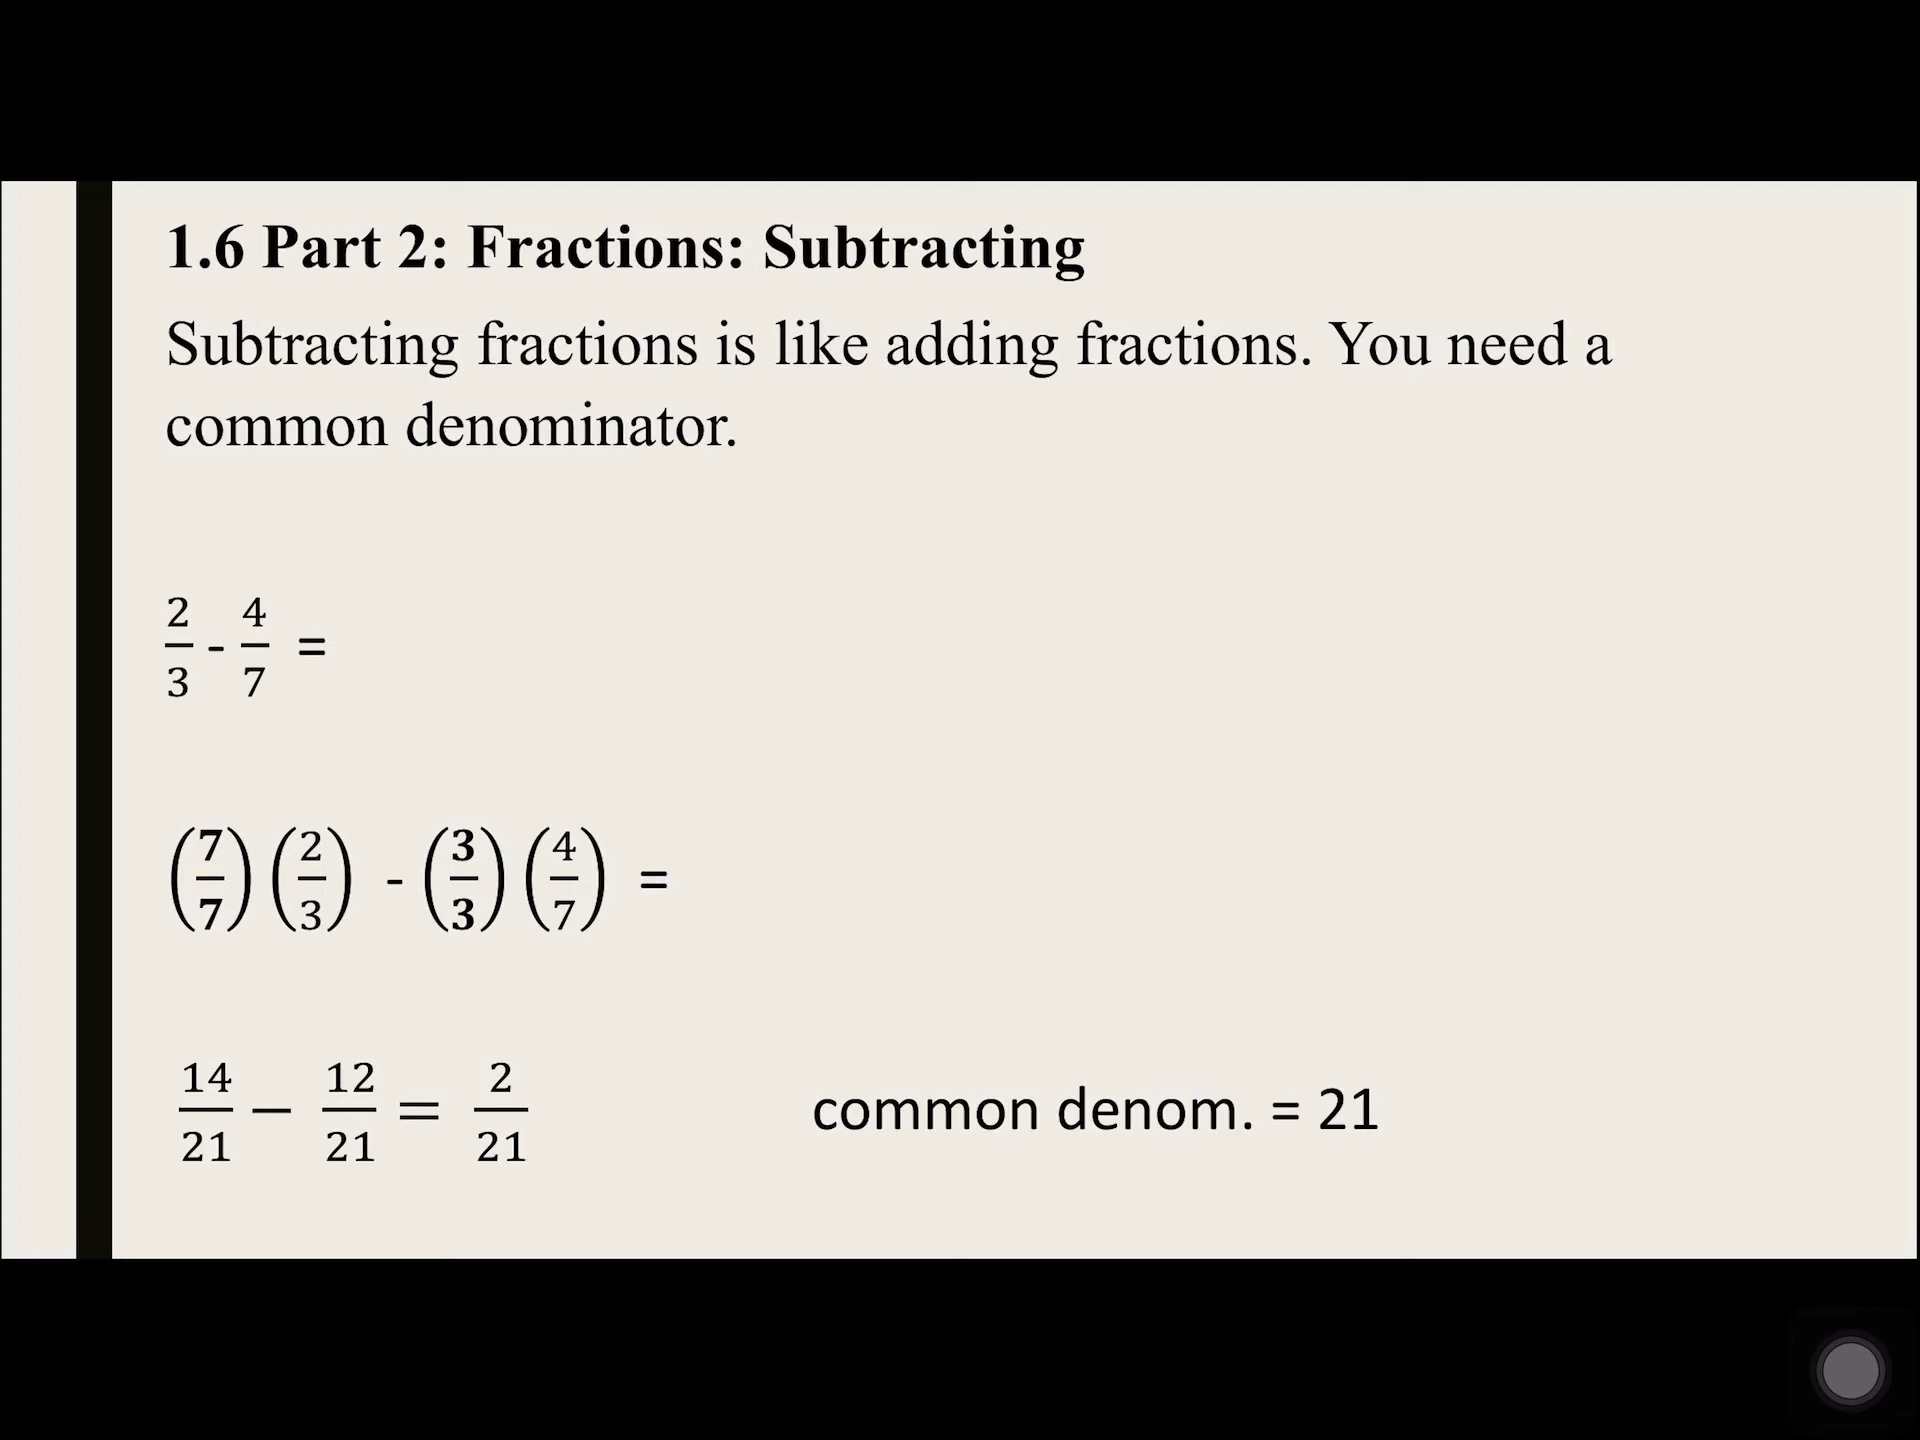 1.6 Part 2: Fractions: Subtracting
Subtracting fractions is like adding fractions. You need a
common denominator.
2/3 - 4/7 =
(7/7)(2/3) - (3/3)(4/7) =
14/21 − 12/21 = 2/21 common denom. = 21